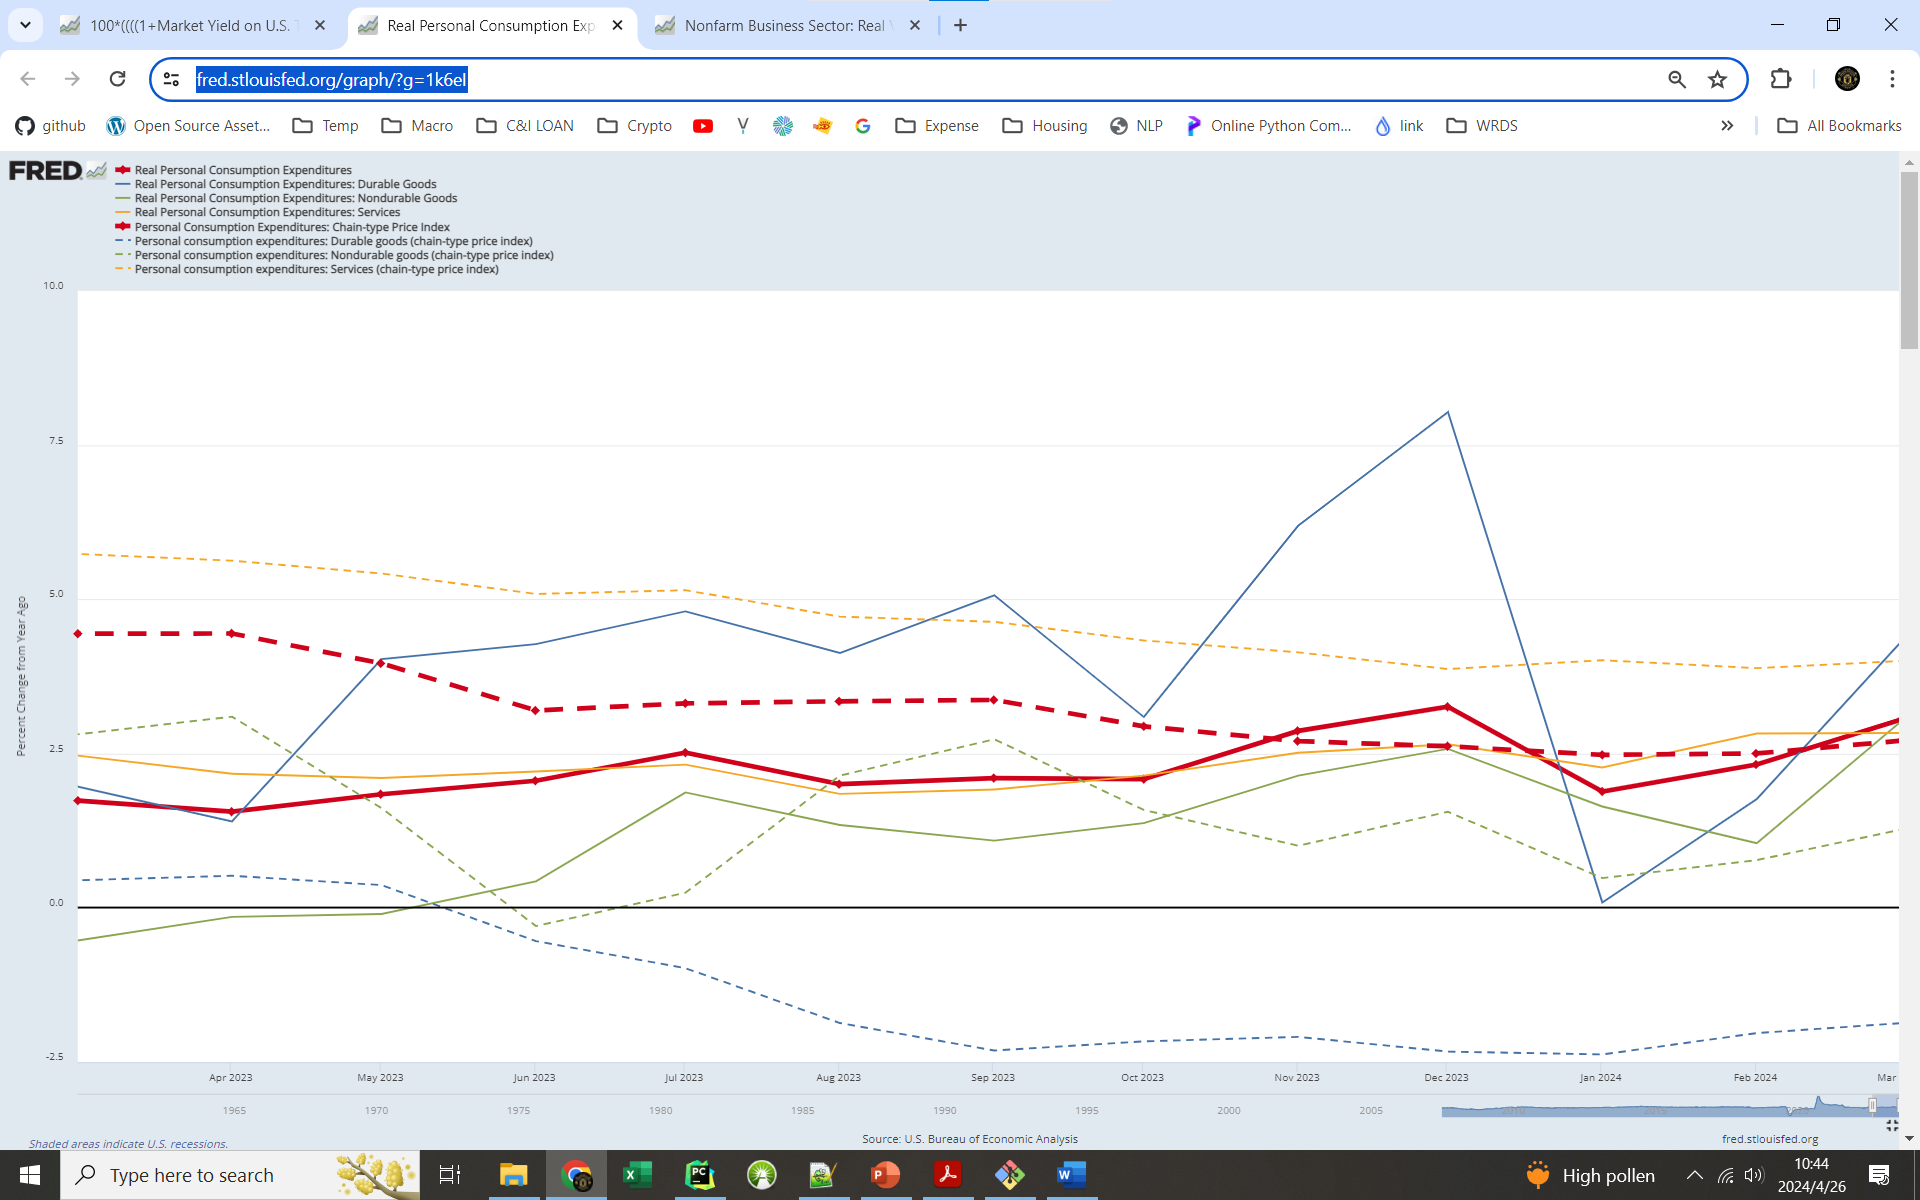 100*((((1+Market Yield on U.S. T
Real Personal Consumption Exp
Nonfarm Business Sector: Real
fred.stlouisfed.org/graph/?g=1k6el
github
Open Source Asset...
Temp
Macro
C&I LOAN
Crypto
Expense
Housing
NLP
Online Python Com...
link
WRDS
All Bookmarks
FRED
Real Personal Consumption Expenditures
Real Personal Consumption Expenditures: Durable Goods
Real Personal Consumption Expenditures: Nondurable Goods
Real Personal Consumption Expenditures: Services
Personal Consumption Expenditures: Chain-type Price Index
Personal consumption expenditures: Durable goods (chain-type price index)
Personal consumption expenditures: Nondurable goods (chain-type price index)
Personal consumption expenditures: Services (chain-type price index)
10.0
7.5
5.0
2.5
0.0
-2.5
Percent Change from Year Ago
Apr 2023
May 2023
Jun 2023
Jul 2023
Aug 2023
Sep 2023
Oct 2023
Nov 2023
Dec 2023
Jan 2024
Feb 2024
Mar
1965
1970
1975
1980
1985
1990
1995
2000
2005
Shaded areas indicate U.S. recessions.
Source: U.S. Bureau of Economic Analysis
fred.stlouisfed.org
Type here to search
High pollen
10:44
2024/4/26